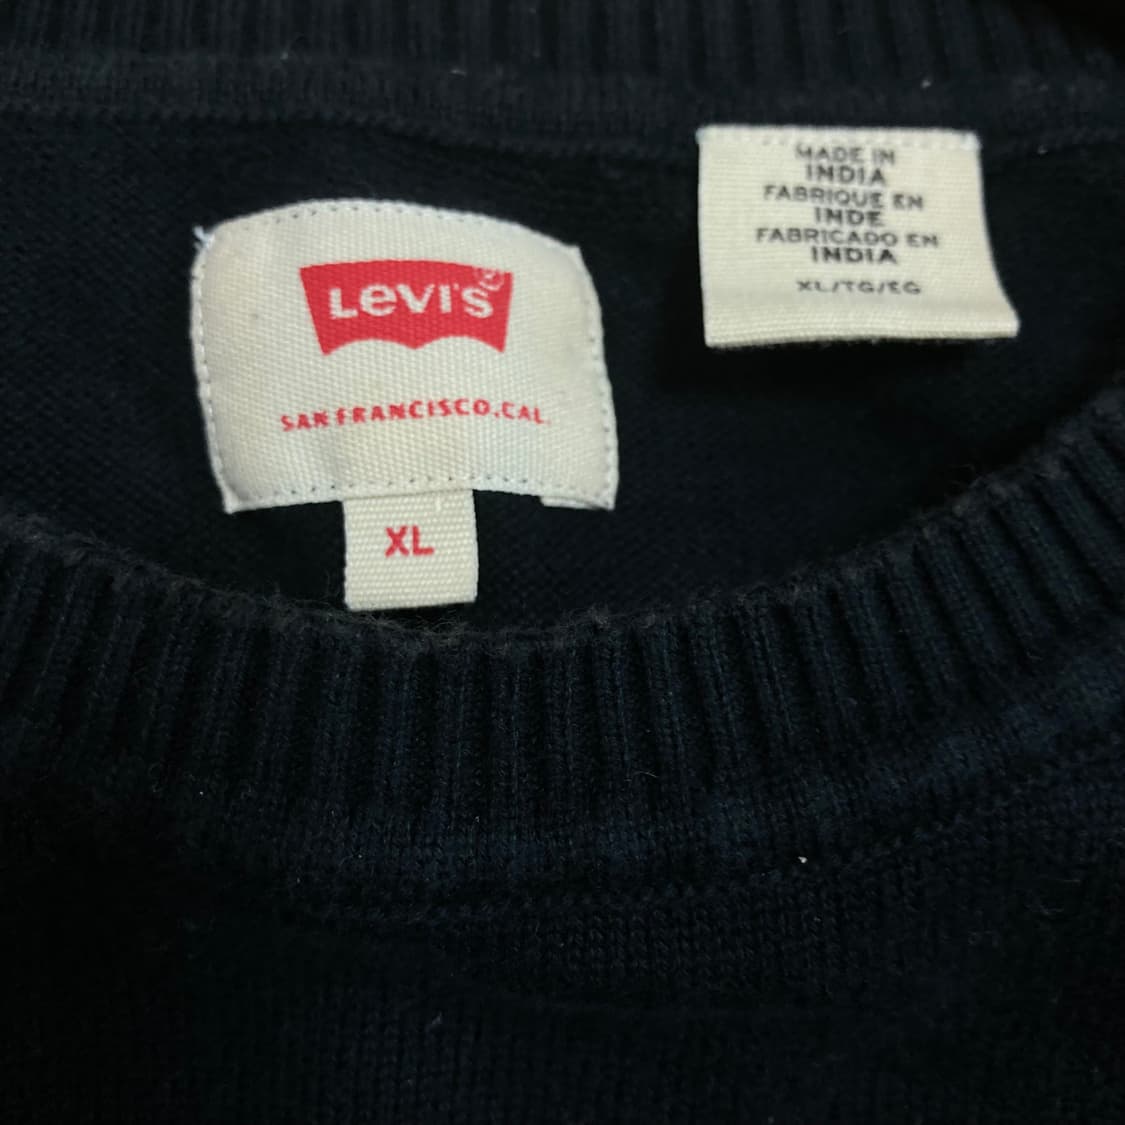 LEVI'S®
SAN FRANCISCO, CAL.
XL
MADE IN
INDIA
FABRIQUE EN
INDE
FABRICADO EN
INDIA
XL/TG/EG